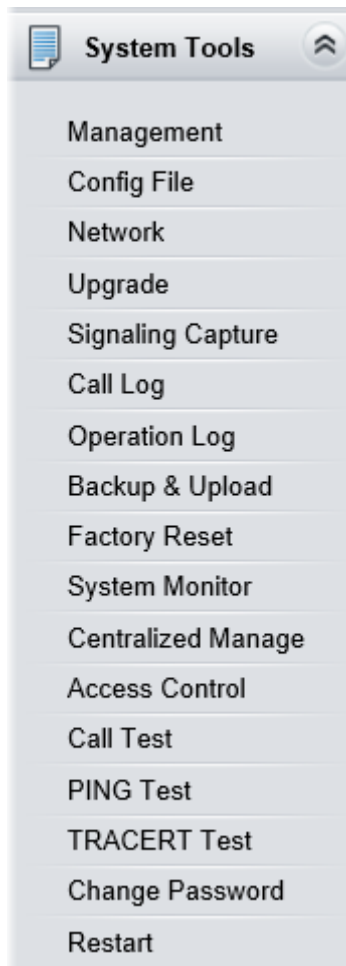 System Tools
Management
Config File
Network
Upgrade
Signaling Capture
Call Log
Operation Log
Backup & Upload
Factory Reset
System Monitor
Centralized Manage
Access Control
Call Test
PING Test
TRACERT Test
Change Password
Restart